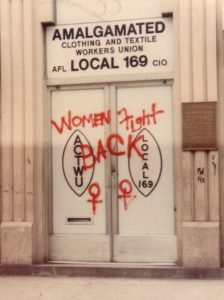 AMALGAMATED
CLOTHING AND TEXTILE
WORKERS UNION
AFL LOCAL 169 CIO
WOMEN FIGHT
BACK
ACTWU
LOCAL
169